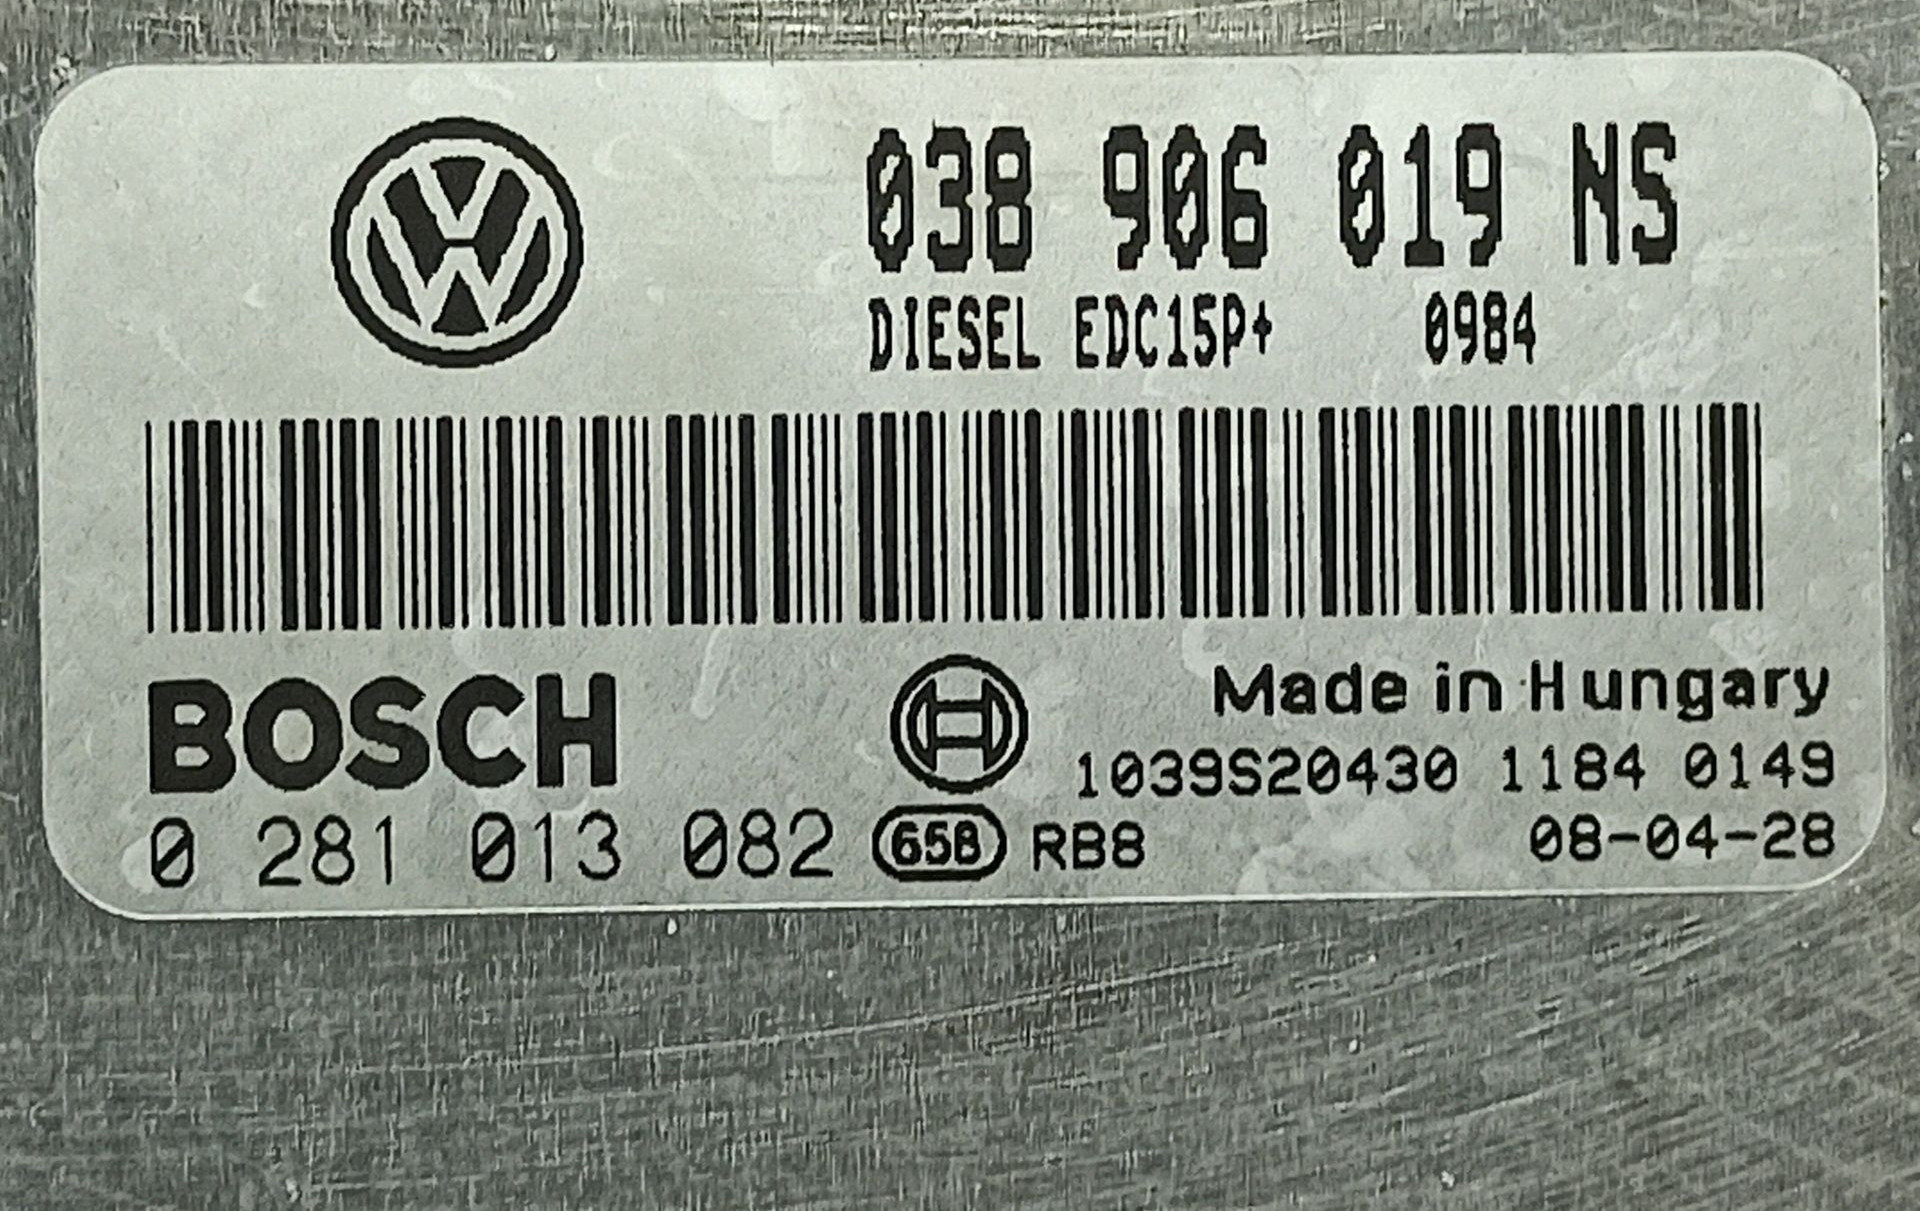 038 906 019 NS
DIESEL EDC15P+ 0984
BOSCH
Made in Hungary
1039S20430 1184 0149
0 281 013 082 65B RB8 08-04-28